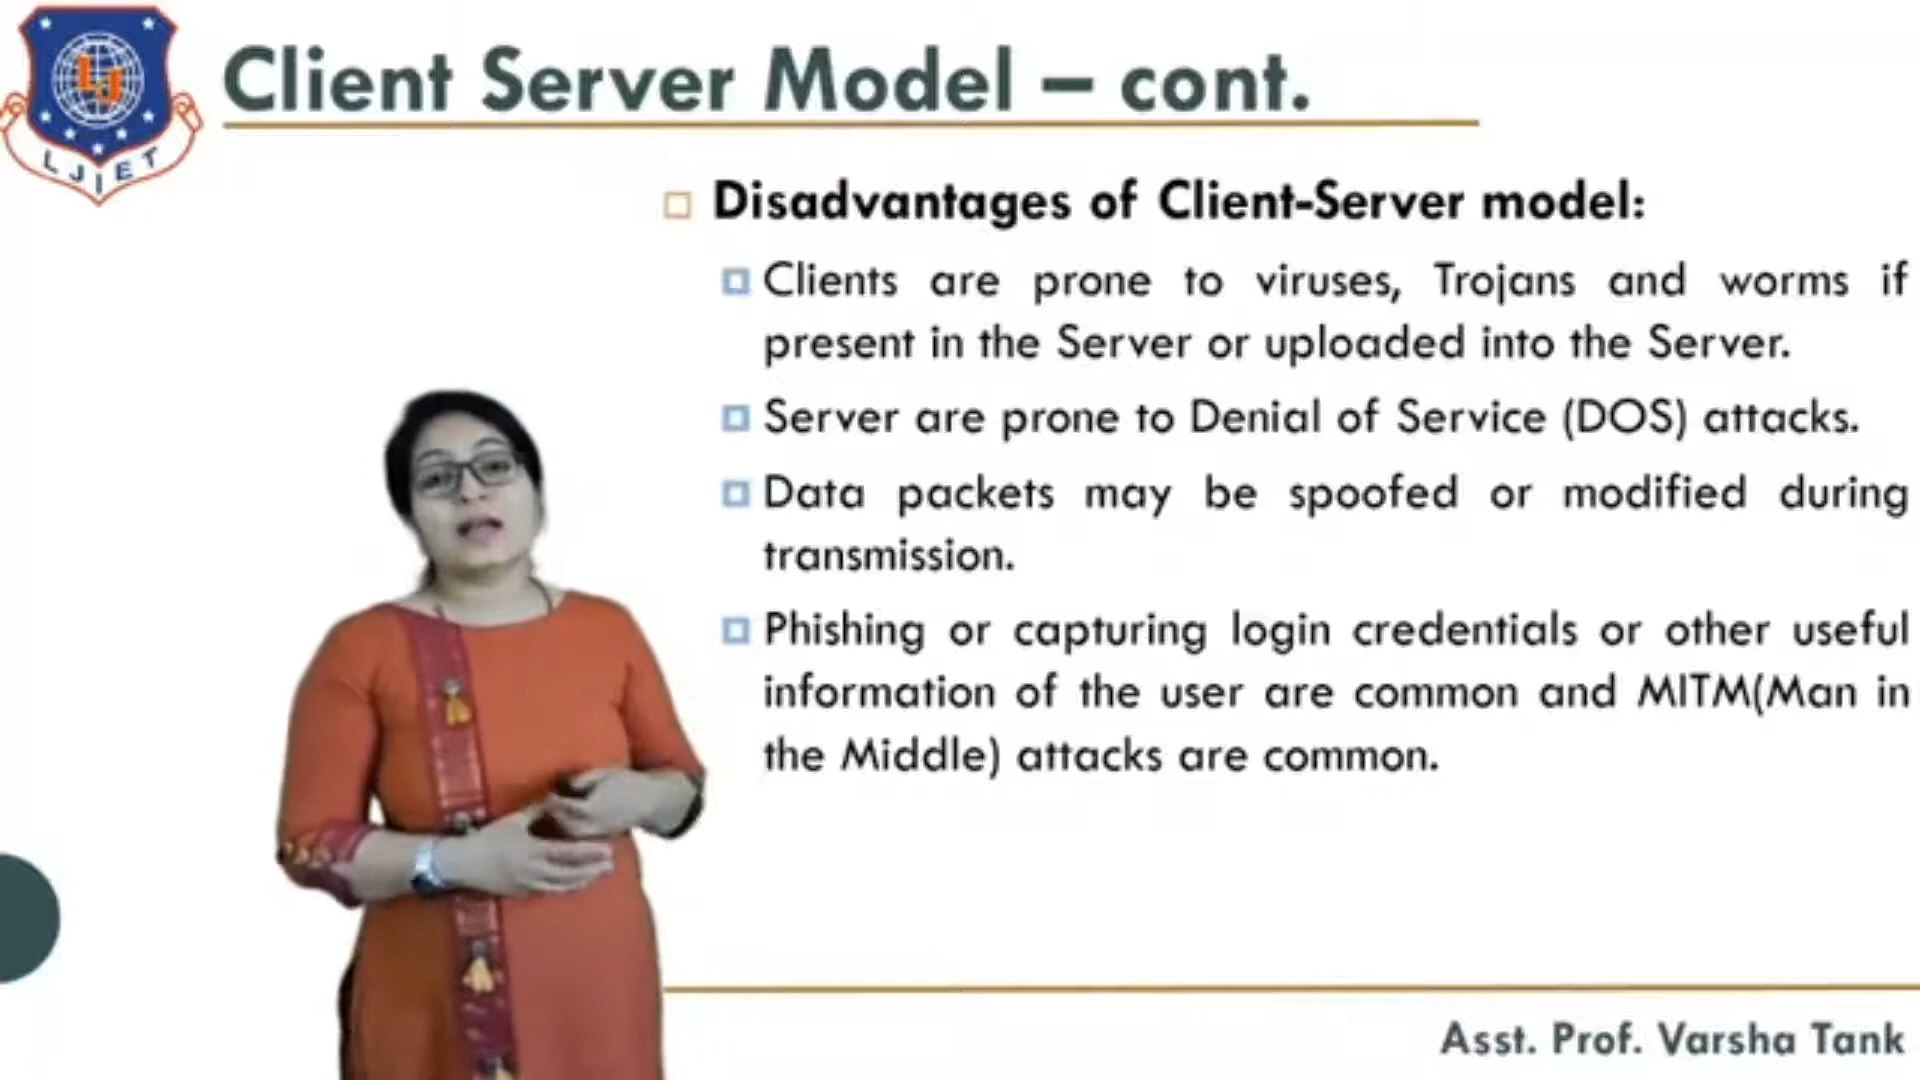 LJIET
Client Server Model – cont.
Disadvantages of Client-Server model:
Clients are prone to viruses, Trojans and worms if
present in the Server or uploaded into the Server.
Server are prone to Denial of Service (DOS) attacks.
Data packets may be spoofed or modified during
transmission.
Phishing or capturing login credentials or other useful
information of the user are common and MITM(Man in
the Middle) attacks are common.
Asst. Prof. Varsha Tank